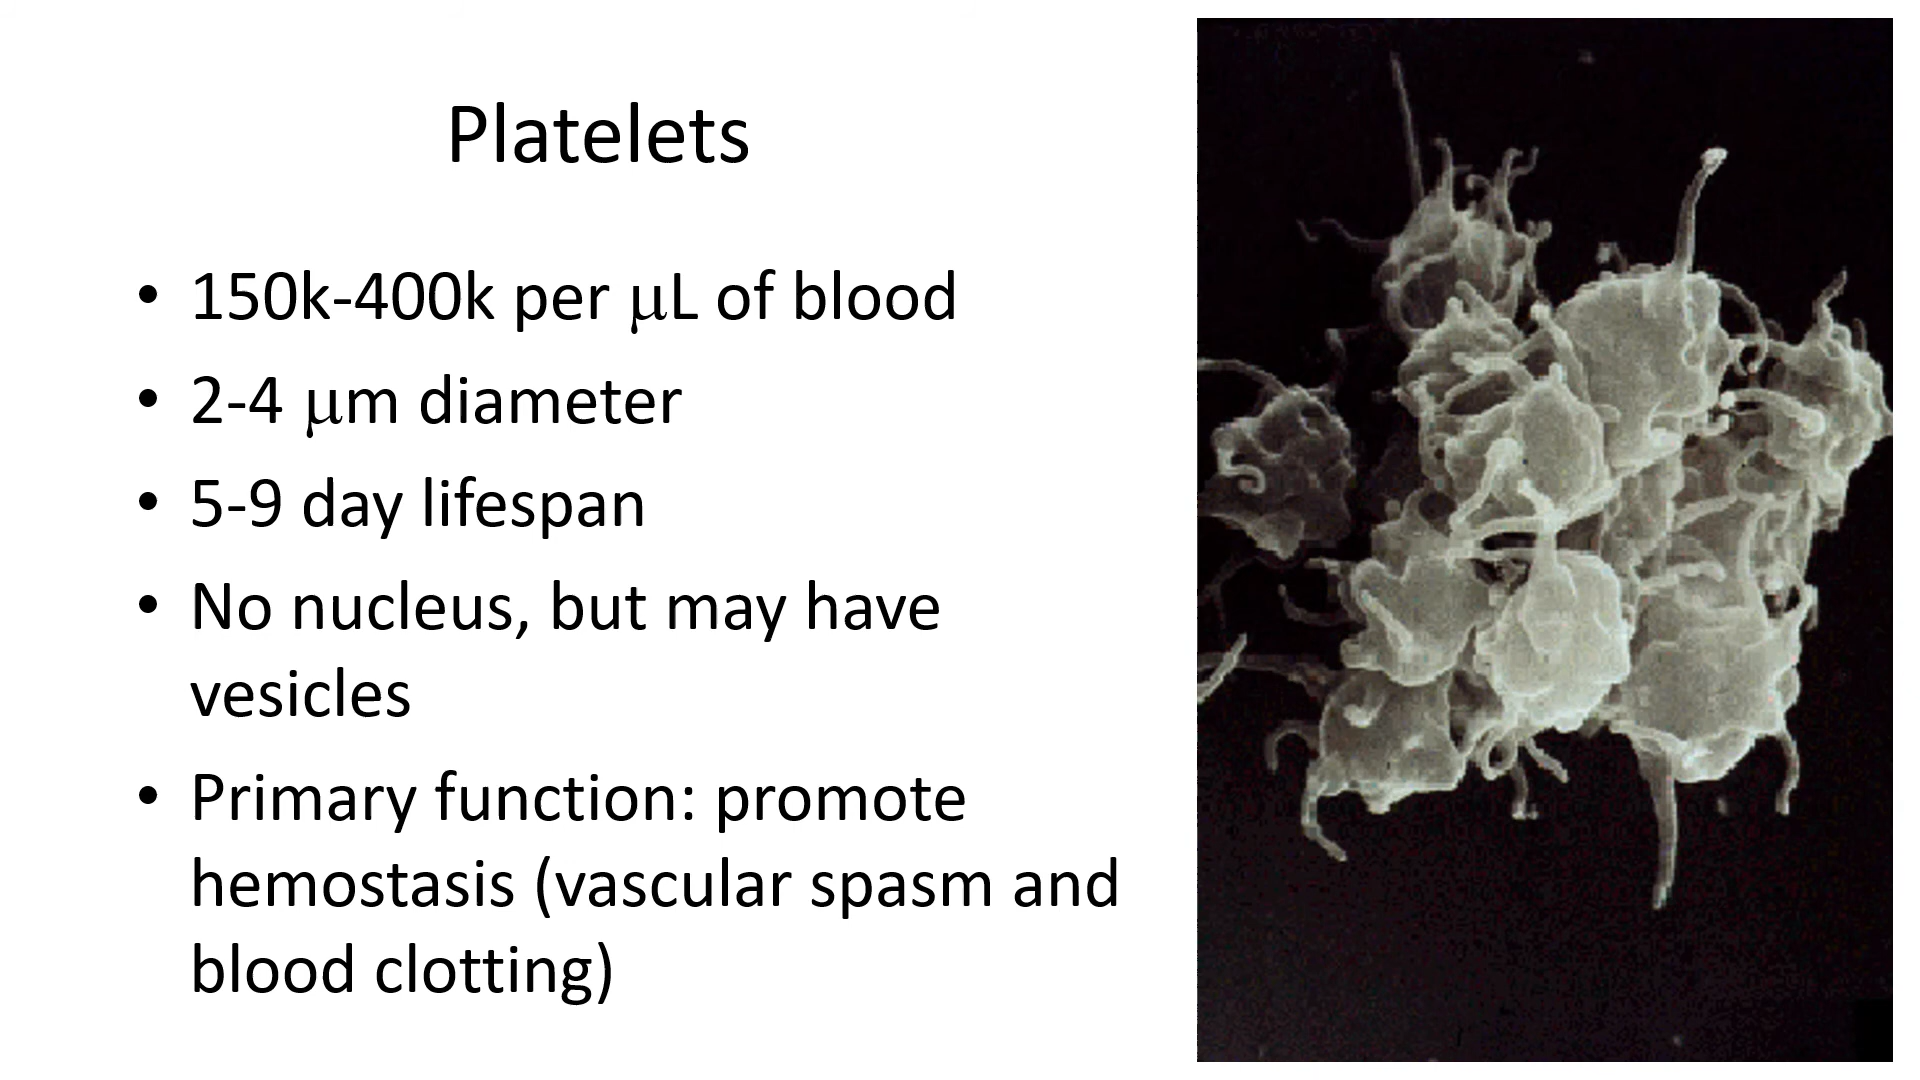 Platelets
• 150k-400k per μL of blood
• 2-4 μm diameter
• 5-9 day lifespan
• No nucleus, but may have
vesicles
• Primary function: promote
hemostasis (vascular spasm and
blood clotting)